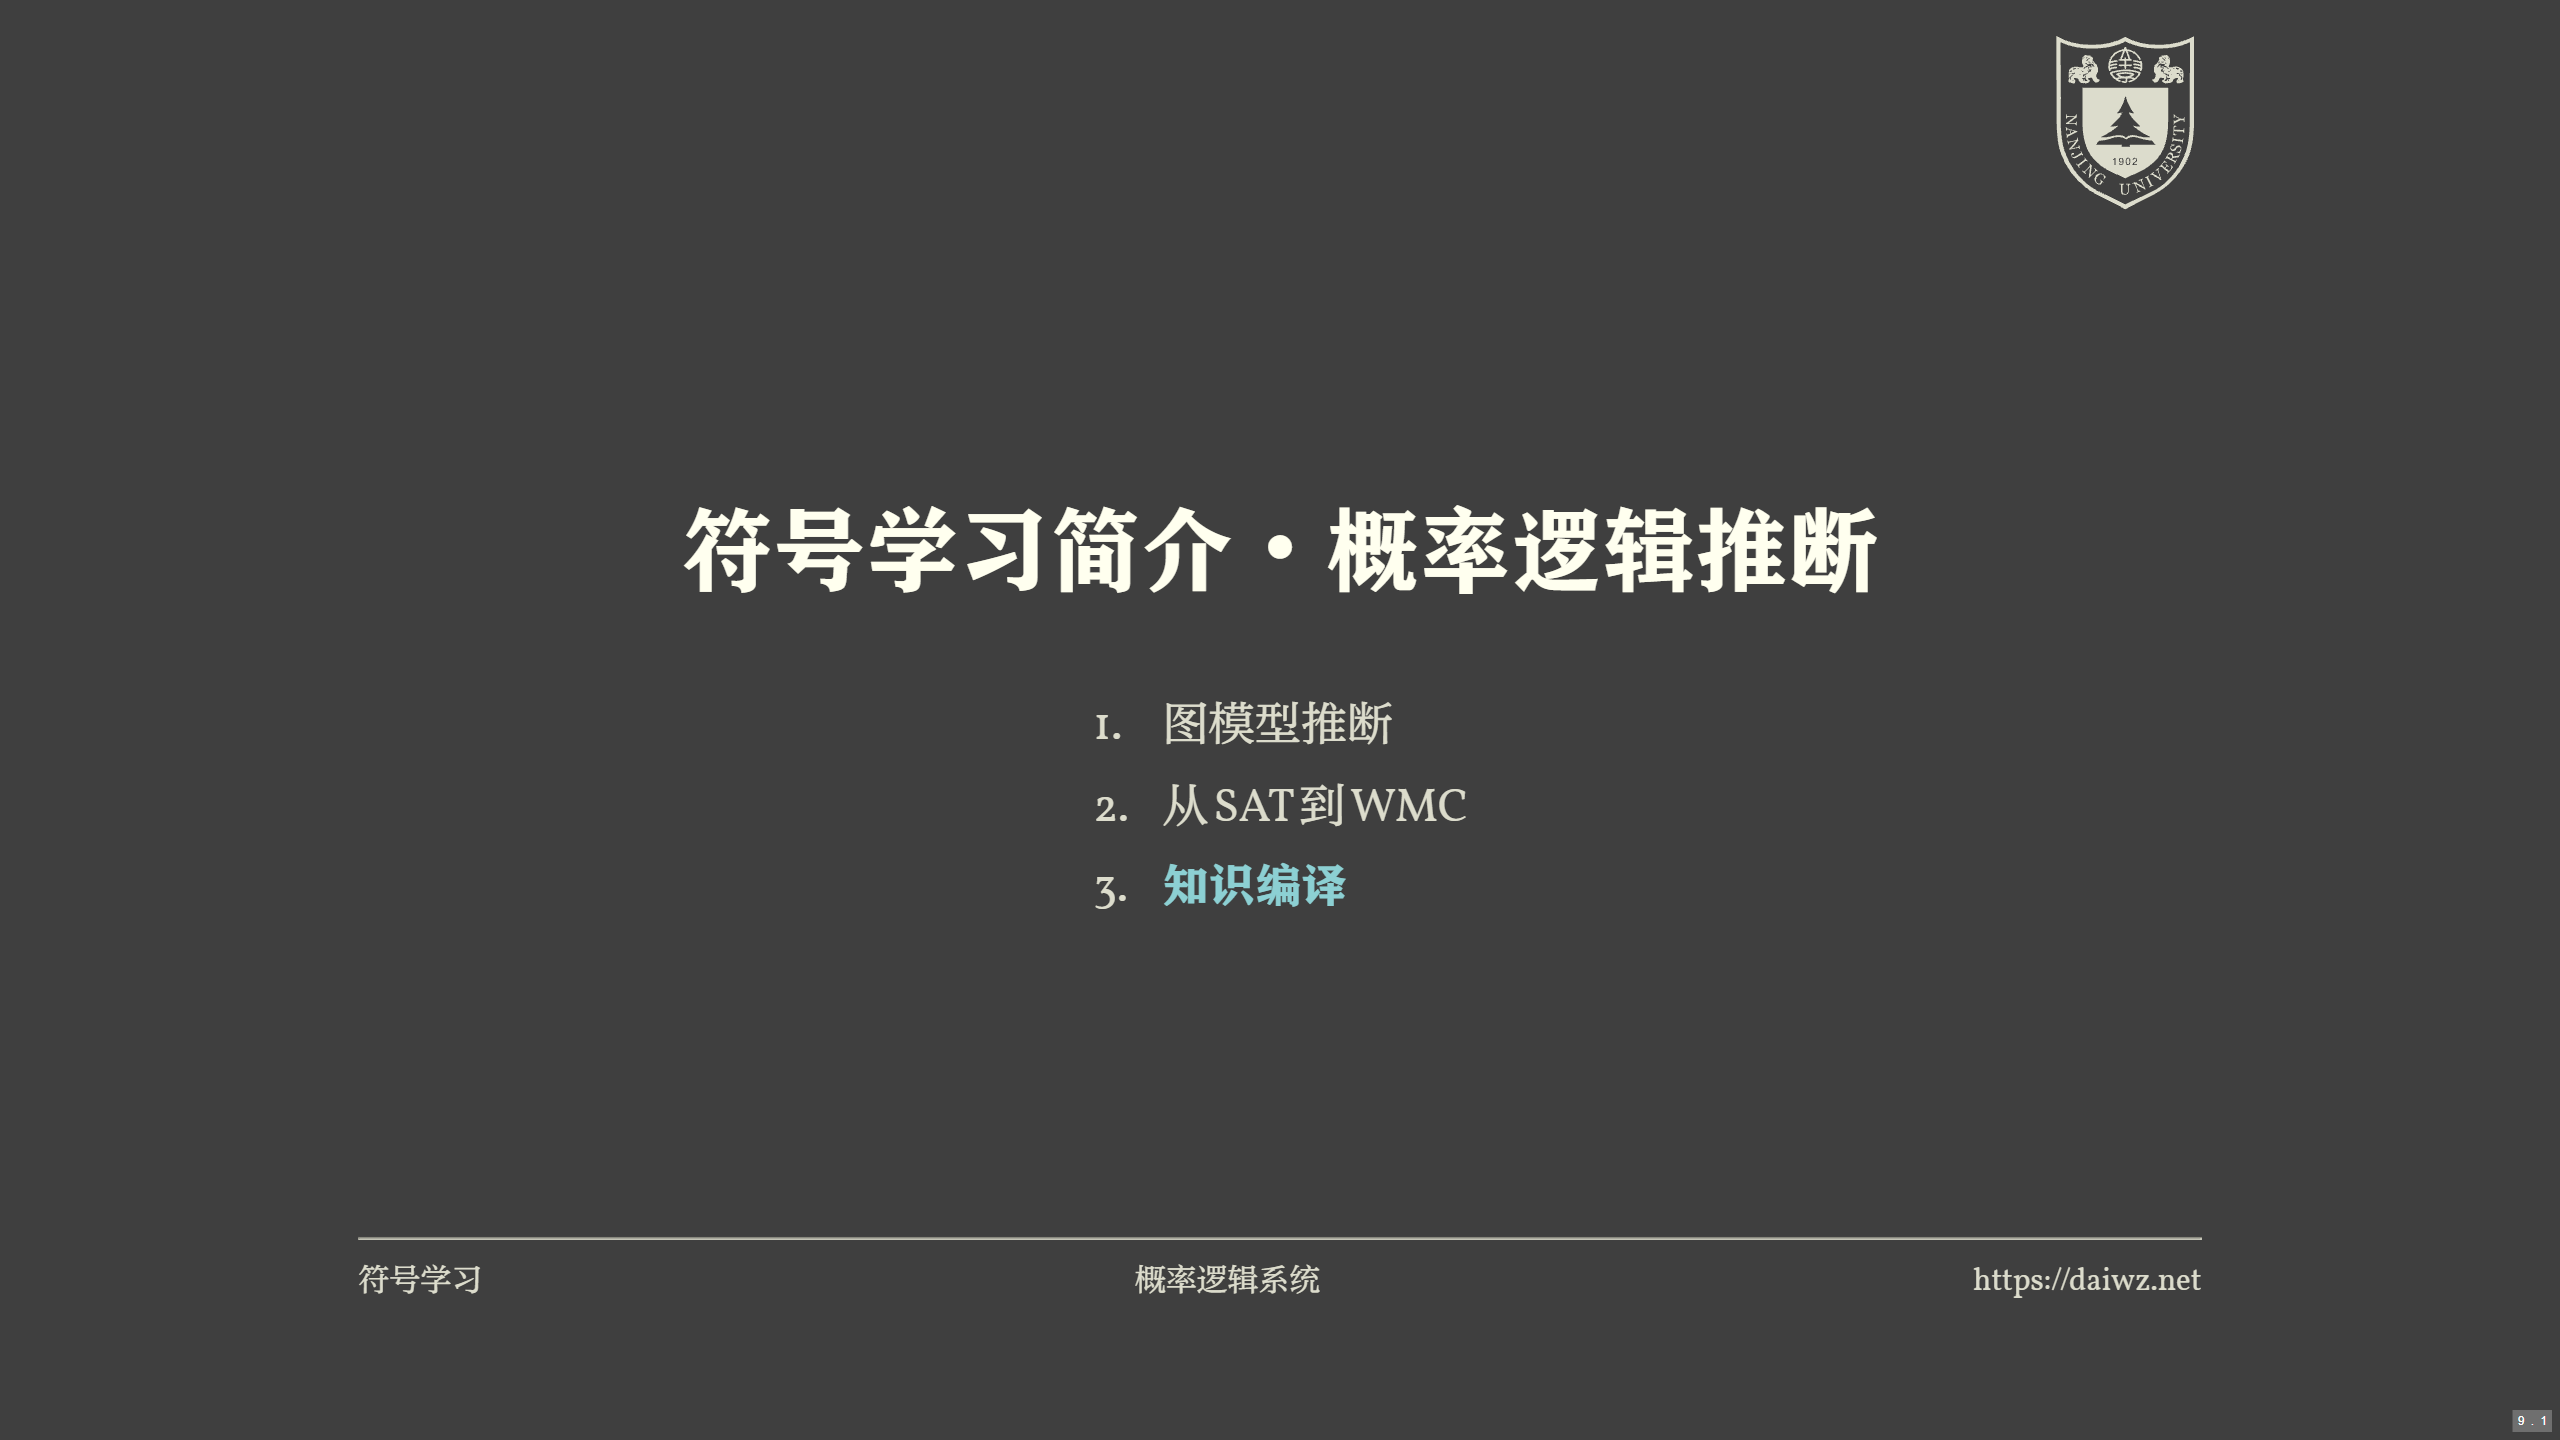 NANJING UNIVERSITY
1902
符号学习简介·概率逻辑推断
1. 图模型推断
2. 从SAT到WMC
3. 知识编译
符号学习 概率逻辑系统 https://daiwz.net
9 . 1